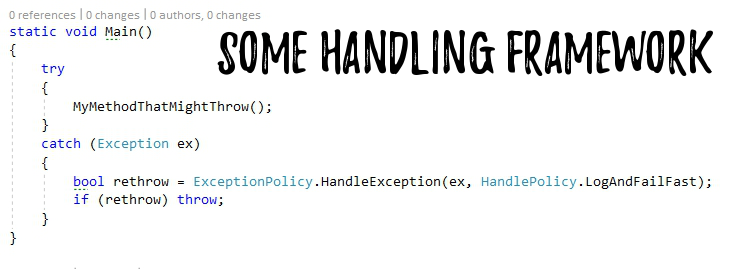 0 references | 0 changes | 0 authors, 0 changes
static void Main()
SOME HANDLING FRAMEWORK
{
try
{
MyMethodThatMightThrow();
}
catch (Exception ex)
{
bool rethrow = ExceptionPolicy.HandleException(ex, HandlePolicy.LogAndFailFast);
if (rethrow) throw;
}
}